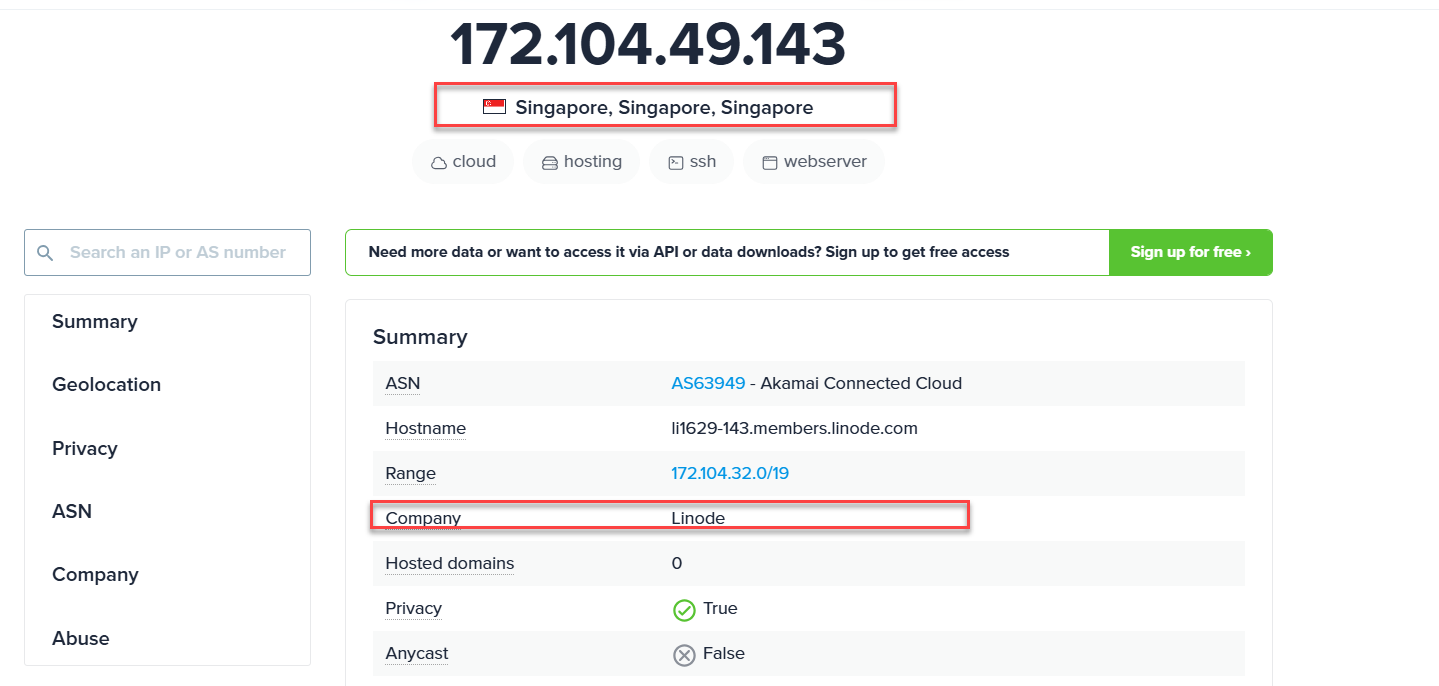 172.104.49.143
Singapore, Singapore, Singapore
cloud hosting ssh webserver
Search an IP or AS number
Need more data or want to access it via API or data downloads? Sign up to get free access Sign up for free ›
Summary
Geolocation
Privacy
ASN
Company
Abuse
Summary
ASN AS63949 - Akamai Connected Cloud
Hostname li1629-143.members.linode.com
Range 172.104.32.0/19
Company Linode
Hosted domains 0
Privacy True
Anycast False